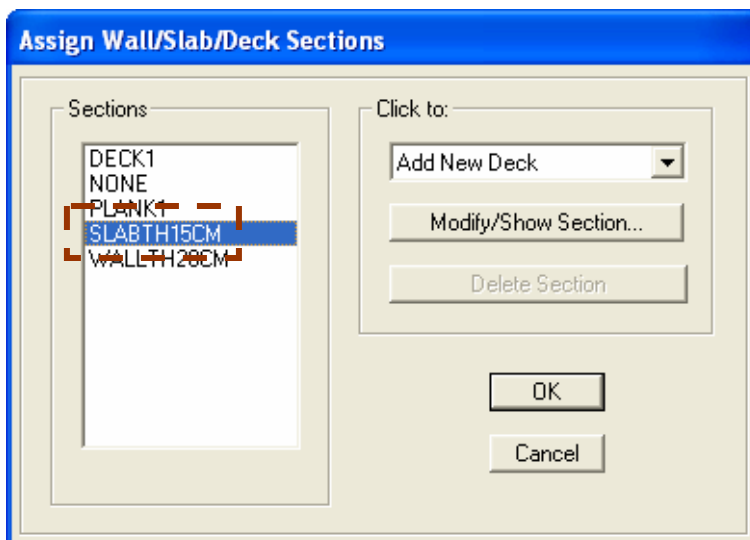 Assign Wall/Slab/Deck Sections
Sections
DECK1
NONE
PLANK1
SLABTH15CM
WALLTH20CM
Click to:
Add New Deck
Modify/Show Section...
Delete Section
OK
Cancel